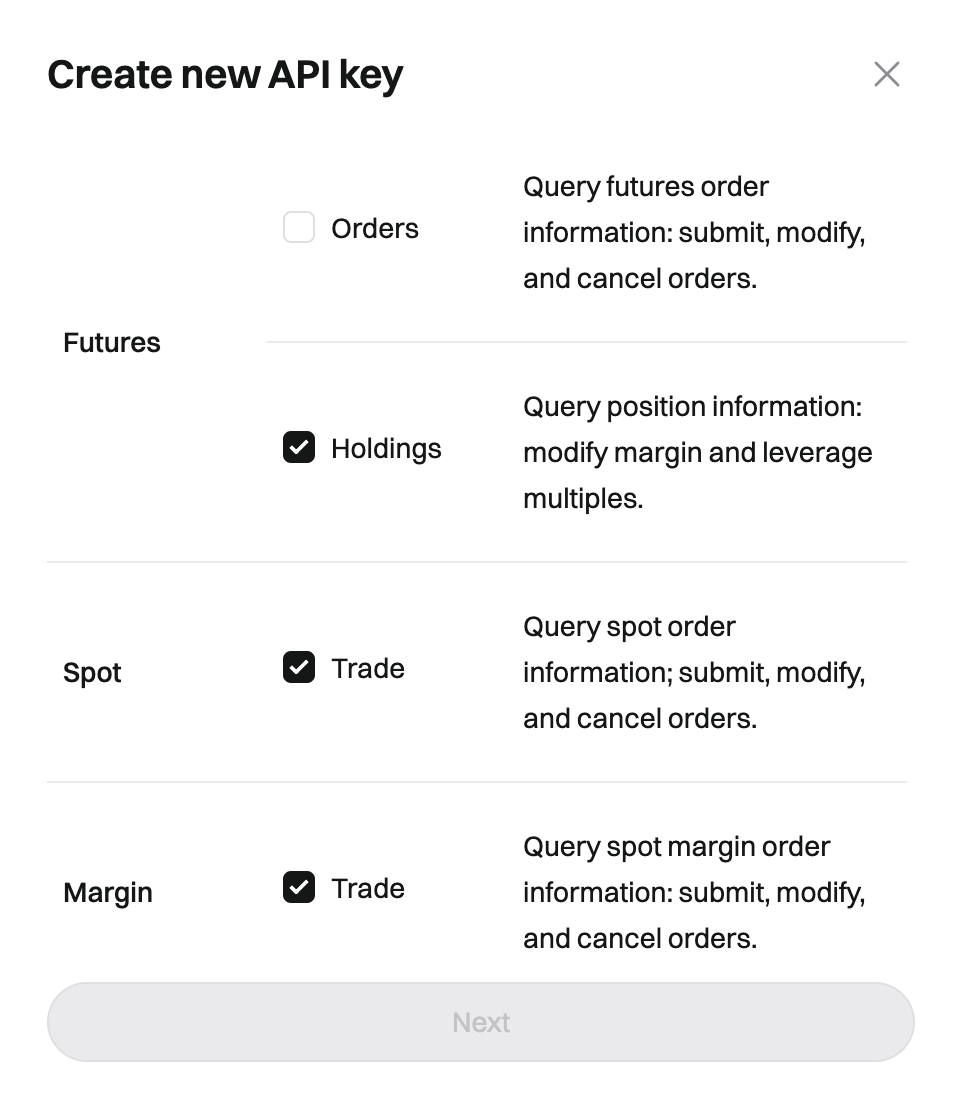 Create new API key
Orders
Query futures order
information: submit, modify,
and cancel orders.
Futures
Holdings
Query position information:
modify margin and leverage
multiples.
Spot
Trade
Query spot order
information; submit, modify,
and cancel orders.
Margin
Trade
Query spot margin order
information: submit, modify,
and cancel orders.
Next